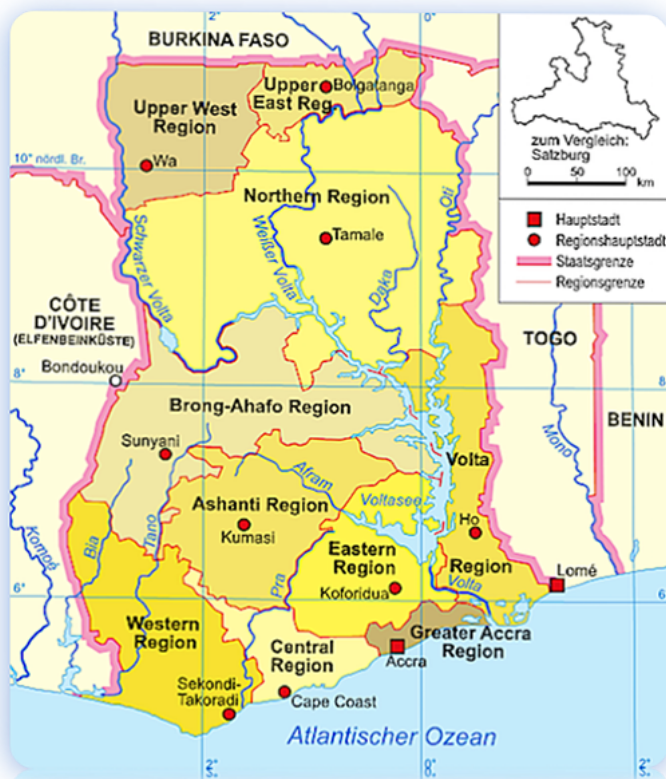 2°
0°
BURKINA FASO
Upper
East Reg.
Bolgatanga
Upper West
Region
zum Vergleich:
Satzburg
0 50 100
km
10° nördl. Br.
Wa
Northern Region
Oti
Schwarzer Volta
Weißer Volta
Tamale
Daka
Hauptstadt
Regionshauptstadt
Staatsgrenze
Regionsgrenze
CÔTE
D'IVOIRE
(ELFENBEINKÜSTE)
TOGO
Bondoukou
8°
8°
Brong-Ahafo Region
BENIN
Mono
Sunyani
Volta
Afram
Voltasee
Ashanti Region
Kumasi
Ho
Komoé
Bia
Tano
Eastern
Region
Region
Pra
Koforidua
Volta
Lomé
6°
6
Western
Region
Greater Accra
Region
Central
Region
Accra
Sekondi-
Takoradi
Cape Coast
Atlantischer Ozean